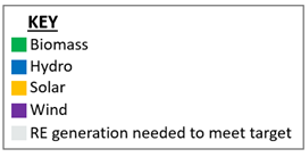 KEY
Biomass
Hydro
Solar
Wind
RE generation needed to meet target